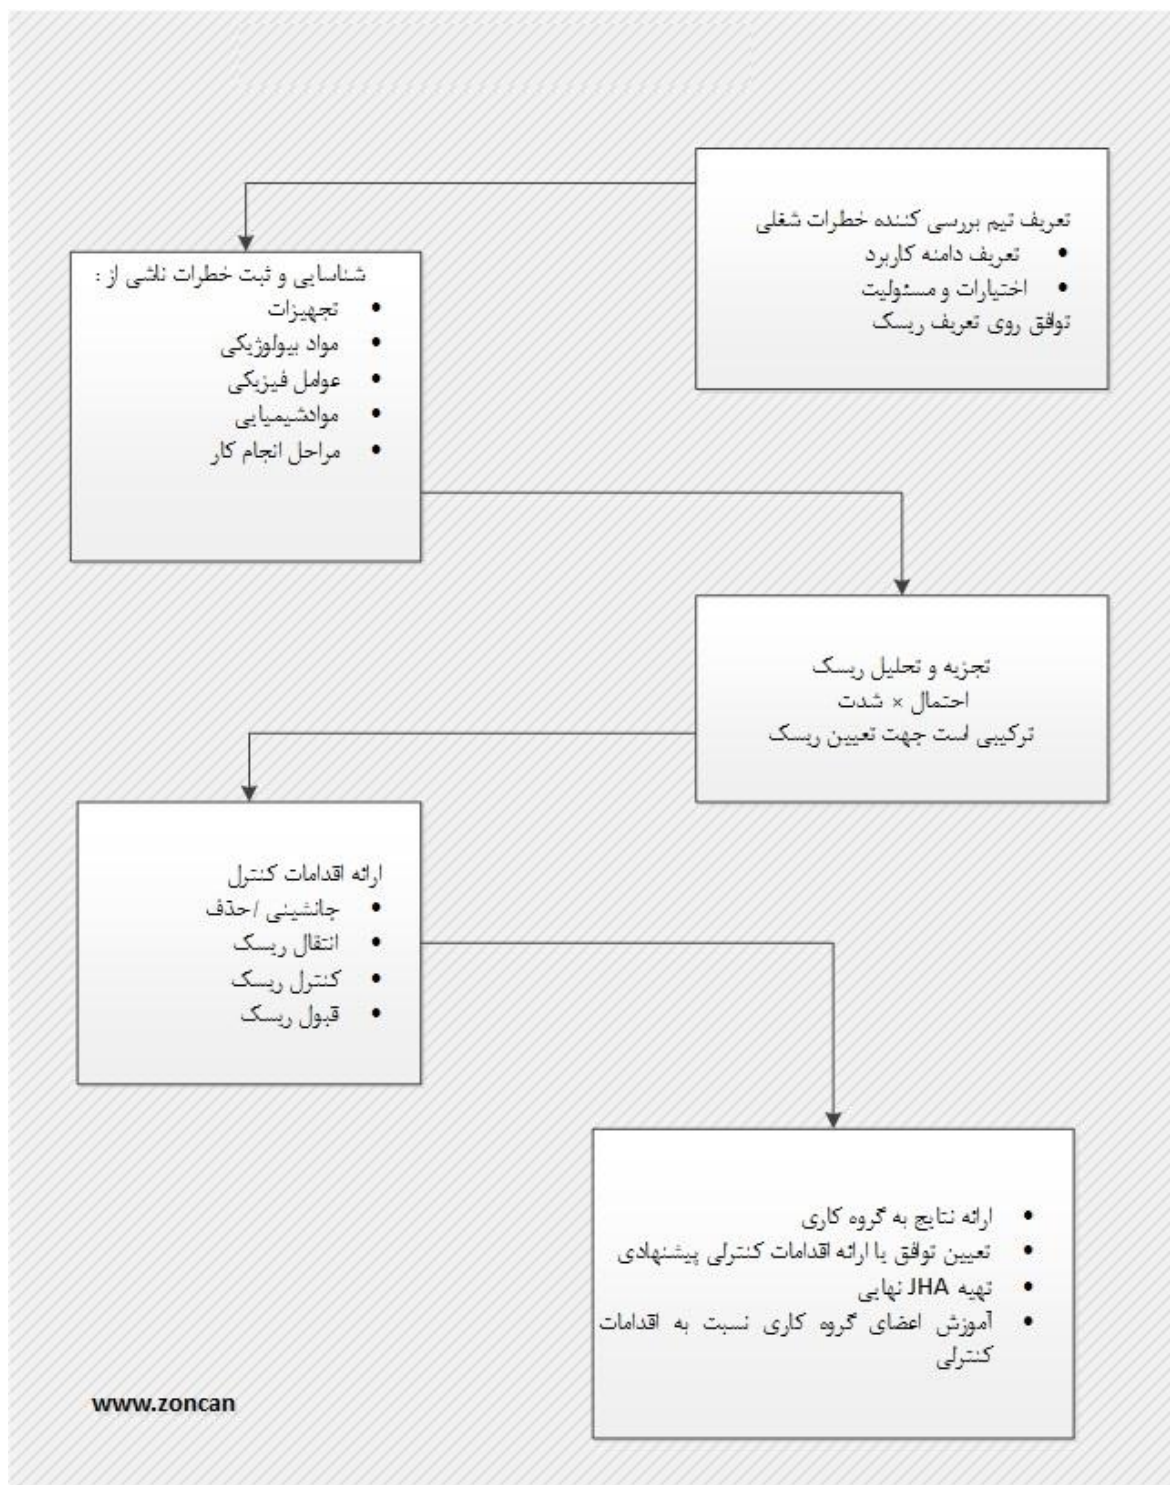 تعریف تیم بررسی کننده خطرات شغلی
• تعریف دامنه کاربرد
• اختیارات و مسئولیت
توافق روی تعریف ریسک
شناسایی و ثبت خطرات ناشی از :
• تجهیزات
• مواد بیولوژیکی
• عوامل فیزیکی
• موادشیمیایی
• مراحل انجام کار
تجزیه و تحلیل ریسک
احتمال × شدت
ترکیبی است جهت تعیین ریسک
ارائه اقدامات کنترل
• جانشینی /حذف
• انتقال ریسک
• کنترل ریسک
• قبول ریسک
• ارائه نتایج به گروه کاری
• تعیین توافق یا ارائه اقدامات کنترلی پیشنهادی
• تهیه JHA نهایی
• آموزش اعضای گروه کاری نسبت به اقدامات
کنترلی
www.zoncan